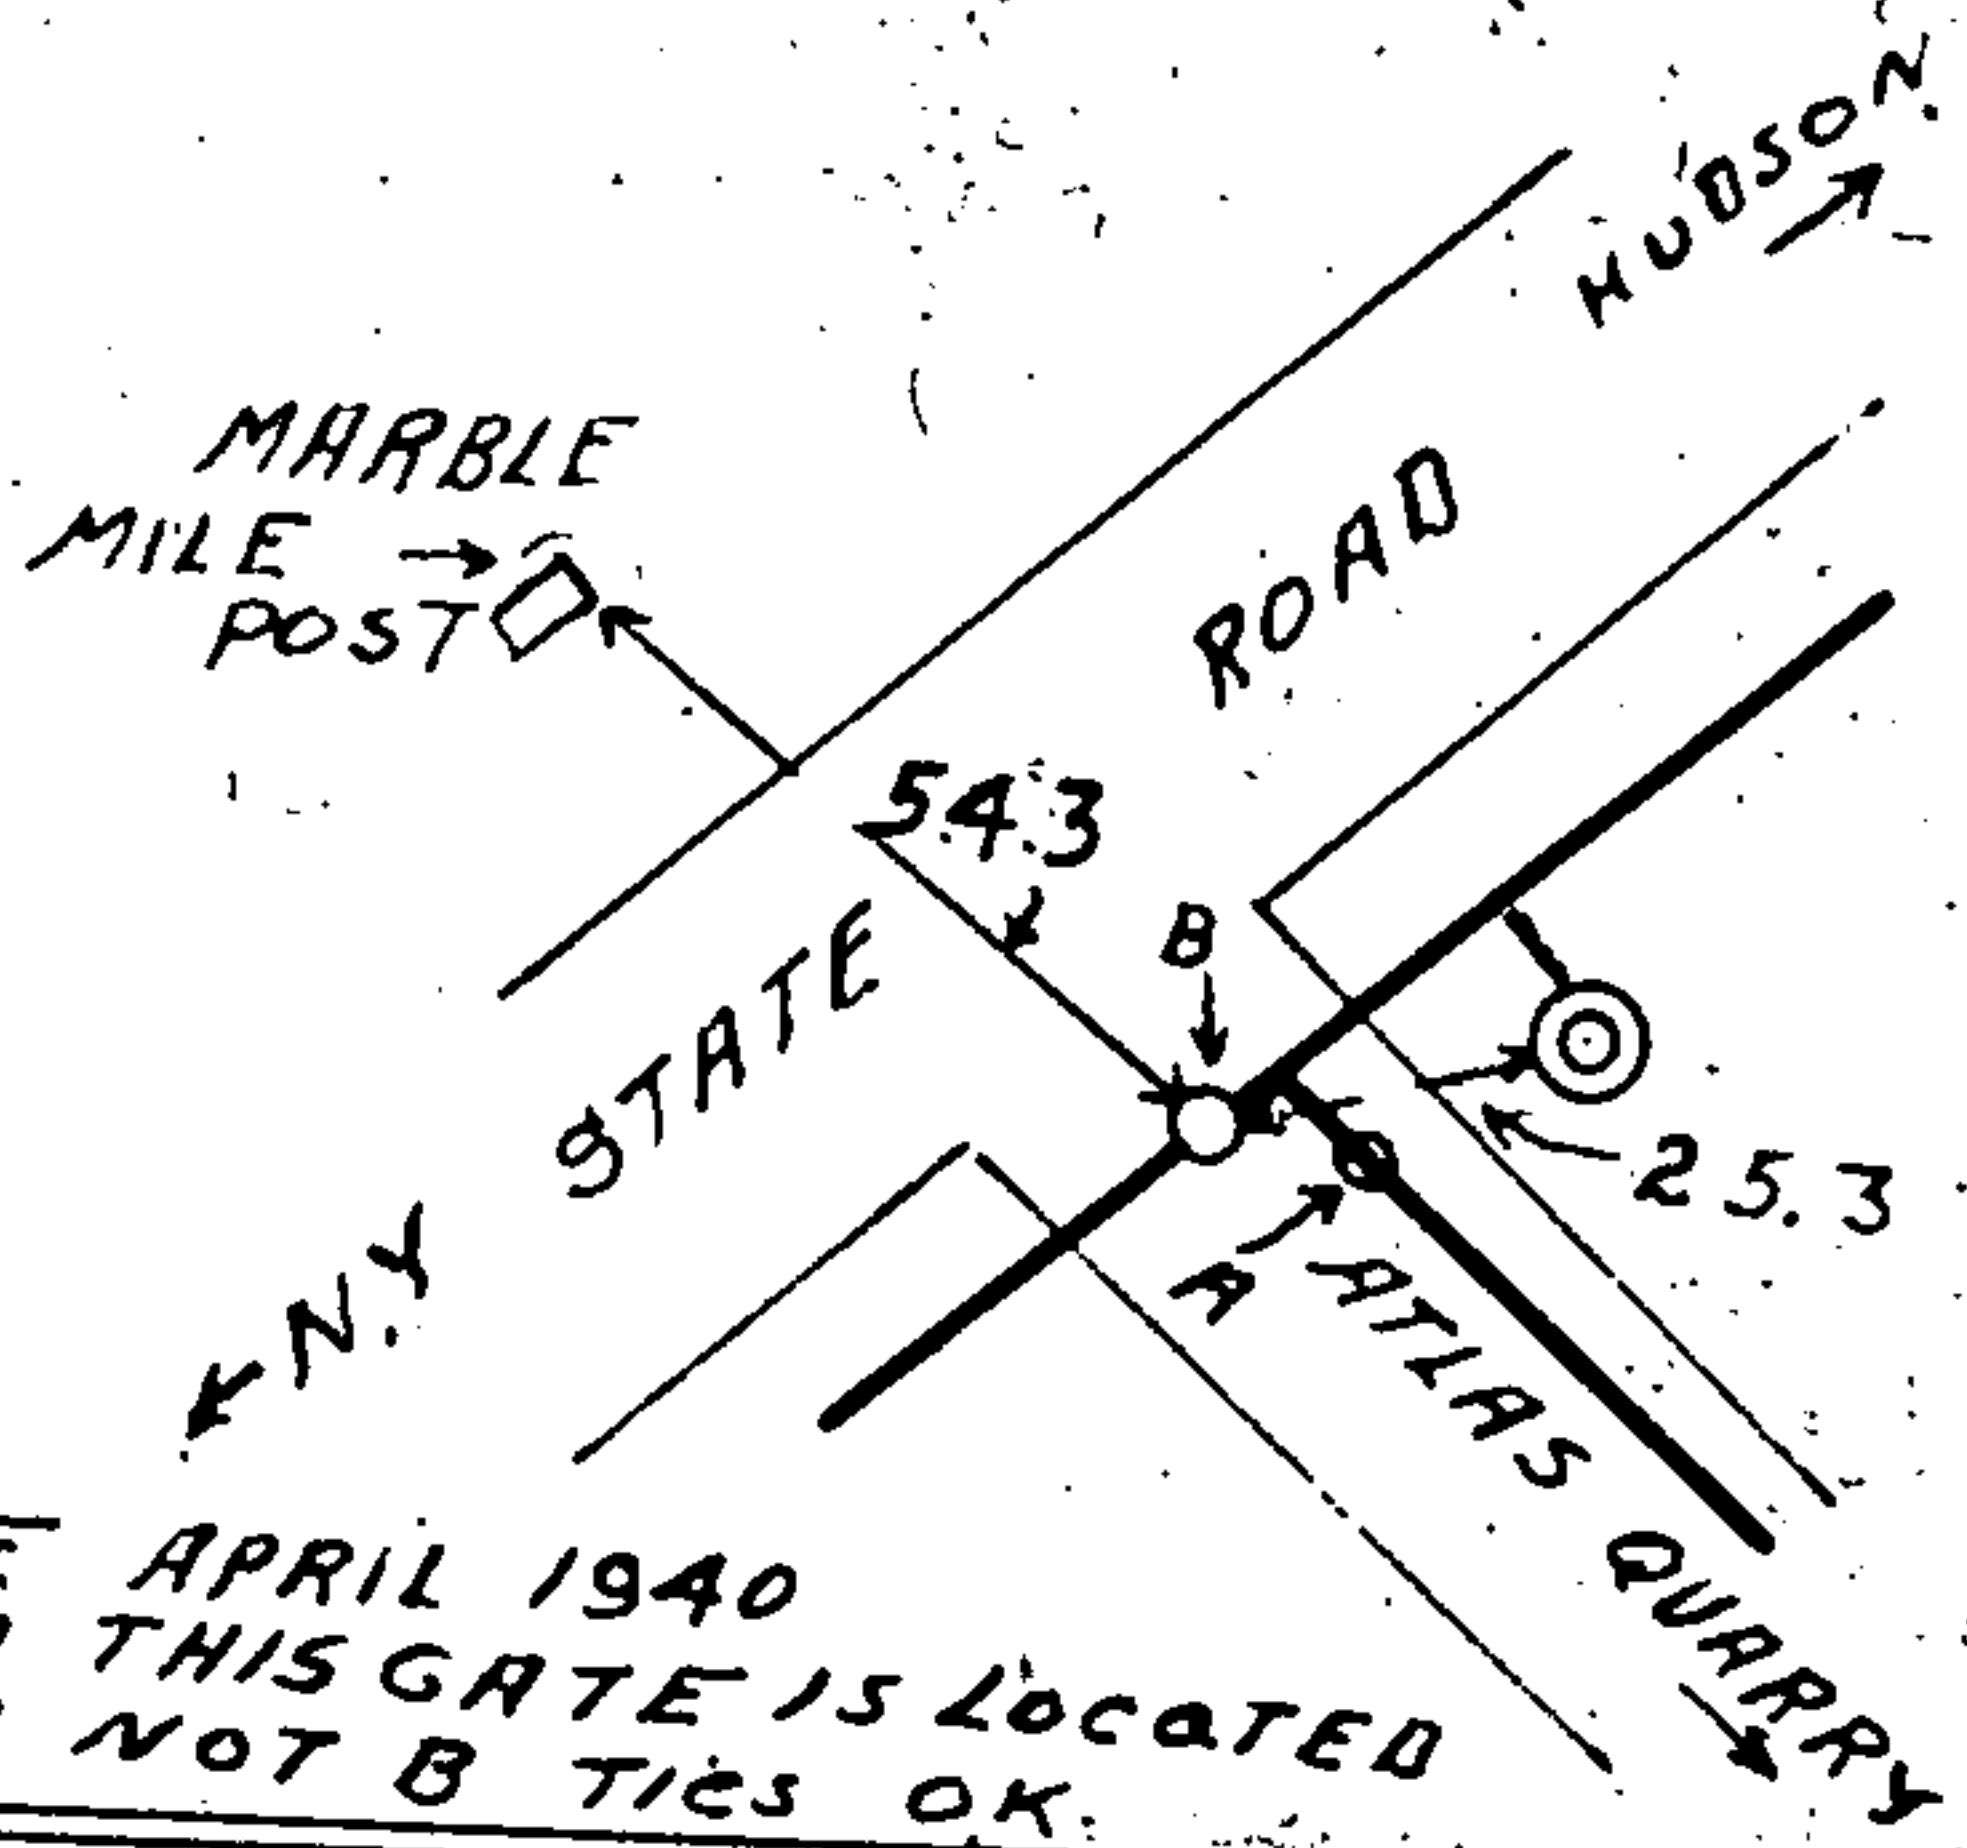 HUDSON.
MARBLE
MILE
POST
ROAD
54.3
B
STATE
25.3
A
N.Y
ATLAS QUARRY
APRIL 1940
THIS GATE IS LOCATED
NOT B TIES OK.